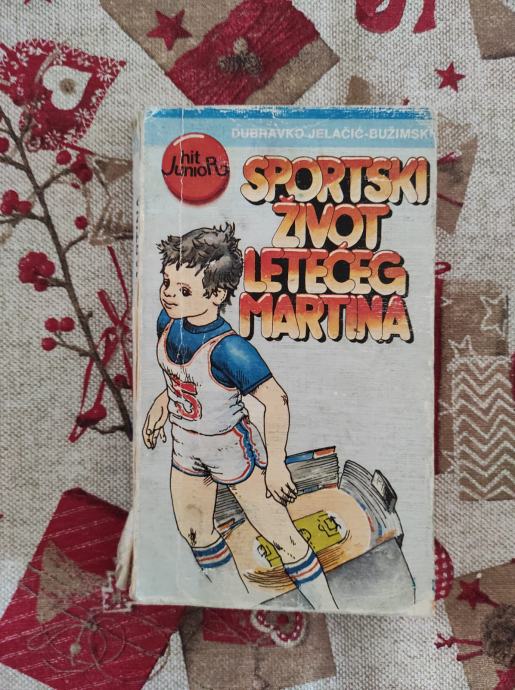 DUBRAVKO JELAČIĆ-BUŽIMSKI
hit
JUNIOR
SPORTSKI
ŽIVOT
LETEĆEG
MARTINA
5